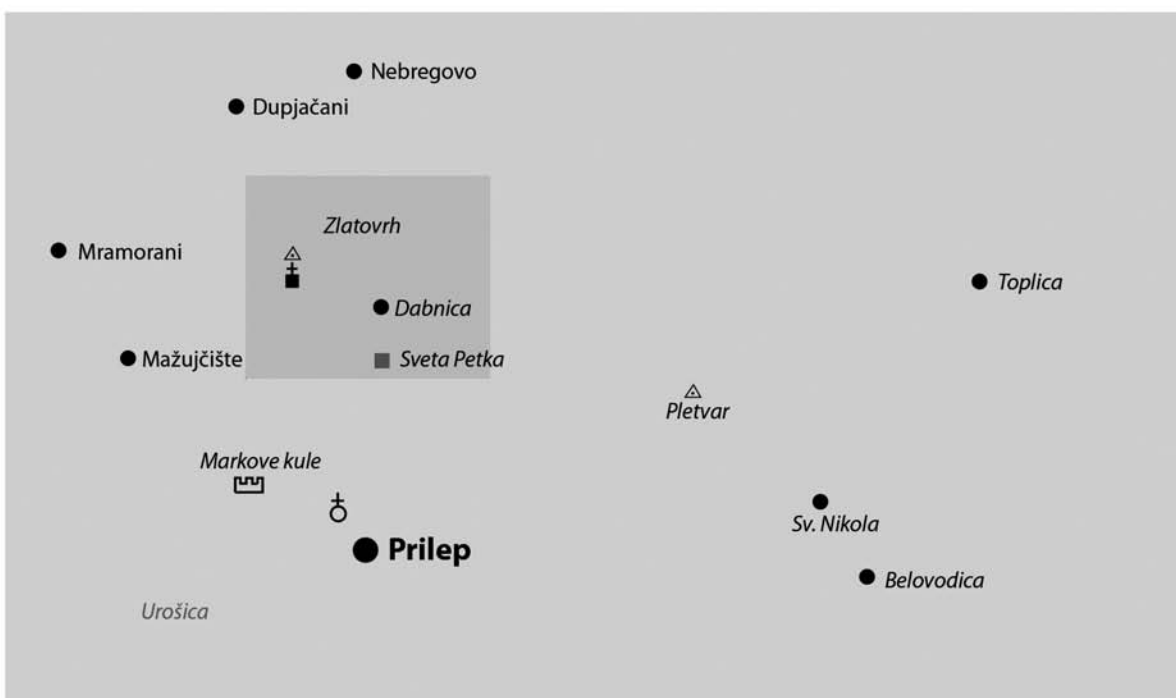 Nebregovo
Dupjačani
Zlatovrh
Mramorani
Toplica
Dabnica
Mažujčište
Sveta Petka
Pletvar
Markove kule
Sv. Nikola
Prilep
Belovodica
Urošica